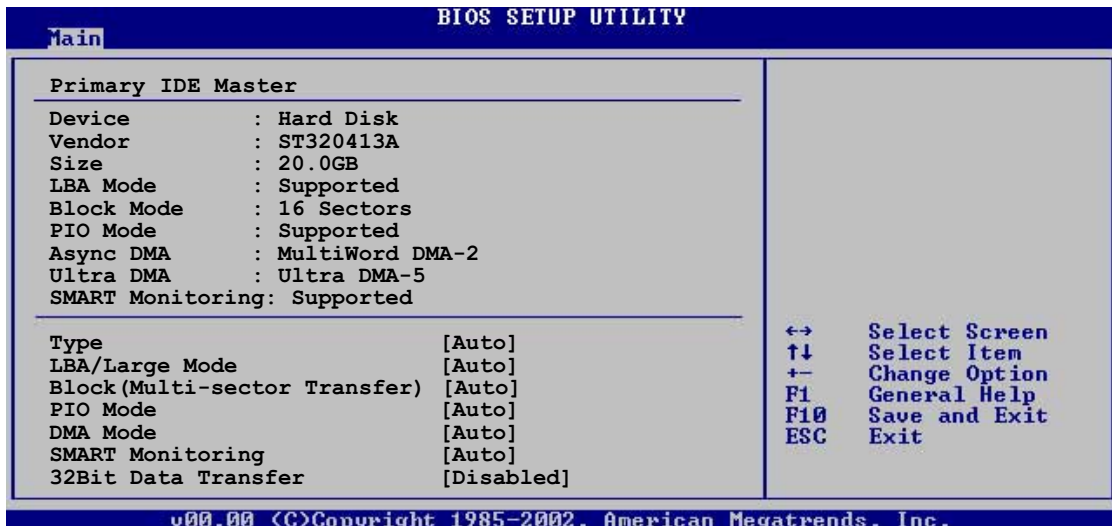 BIOS SETUP UTILITY
Main
Primary IDE Master
Device : Hard Disk
Vendor : ST320413A
Size : 20.0GB
LBA Mode : Supported
Block Mode : 16 Sectors
PIO Mode : Supported
Async DMA : MultiWord DMA-2
Ultra DMA : Ultra DMA-5
SMART Monitoring: Supported
Type [Auto]
LBA/Large Mode [Auto]
Block(Multi-sector Transfer) [Auto]
PIO Mode [Auto]
DMA Mode [Auto]
SMART Monitoring [Auto]
32Bit Data Transfer [Disabled]
←→ Select Screen
↑↓ Select Item
+- Change Option
F1 General Help
F10 Save and Exit
ESC Exit
v00.00 (C)Copyright 1985-2002, American Megatrends, Inc.